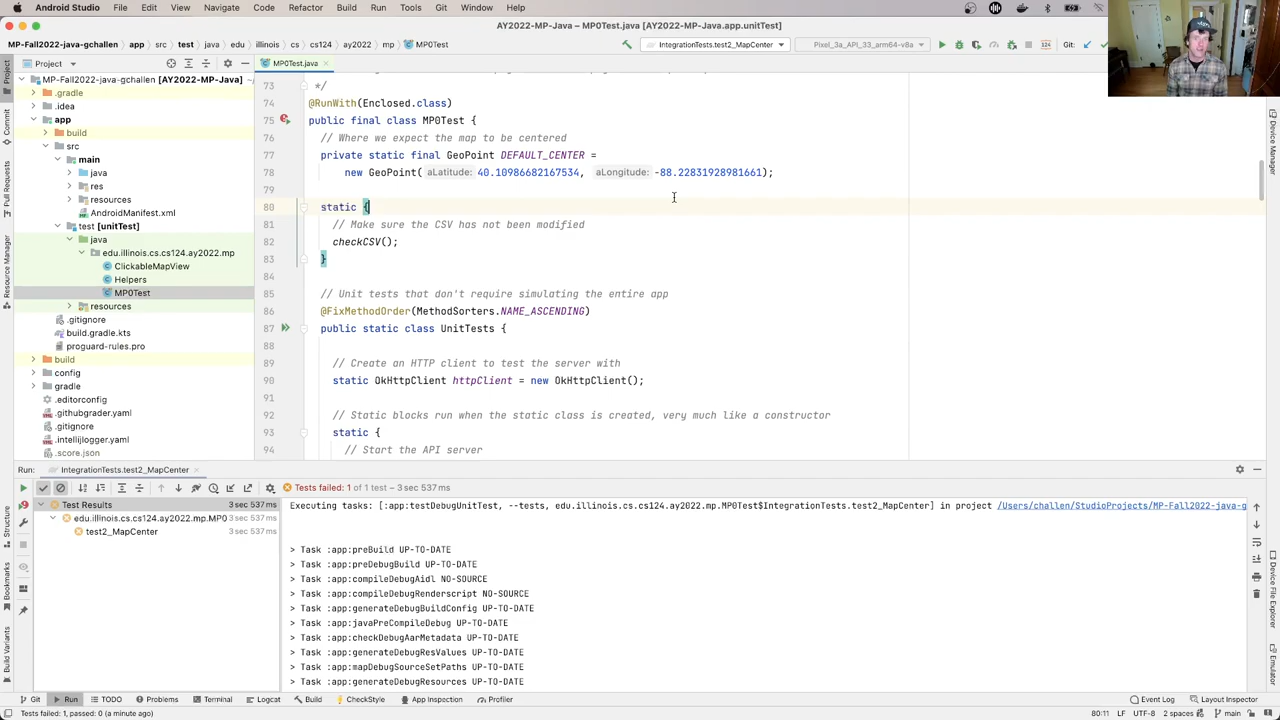 Android Studio File Edit View Navigate Code Refactor Build Run Tools Git Window Help
AY2022-MP-Java – MP0Test.java [AY2022-MP-Java.app.unitTest]
MP-Fall2022-java-gchallen app src test java edu illinois cs cs124 ay2022 mp MP0Test IntegrationTests.test2_MapCenter Pixel_3a_API_33_arm64-v8a Git:
Project MP0Test.java
MP-Fall2022-java-gchallen [AY2022-MP-Java]
.gradle
.idea
app
build
src
main
java
res
resources
AndroidManifest.xml
test [unitTest]
java
edu.illinois.cs.cs124.ay2022.mp
ClickableMapView
Helpers
MP0Test
resources
.gitignore
build.gradle.kts
proguard-rules.pro
build
config
gradle
.editorconfig
.githubgrader.yaml
.gitignore
.intellijlogger.yaml
.score.json
73 */
74 @RunWith(Enclosed.class)
75 public final class MP0Test {
76 // Where we expect the map to be centered
77 private static final GeoPoint DEFAULT_CENTER =
78 new GeoPoint( aLatitude: 40.10986682167534, aLongitude: -88.22831928981661);
79
80 static {
81 // Make sure the CSV has not been modified
82 checkCSV();
83 }
84
85 // Unit tests that don't require simulating the entire app
86 @FixMethodOrder(MethodSorters.NAME_ASCENDING)
87 public static class UnitTests {
88
89 // Create an HTTP client to test the server with
90 static OkHttpClient httpClient = new OkHttpClient();
91
92 // Static blocks run when the static class is created, very much like a constructor
93 static {
94 // Start the API server
Project
Commit
Pull Requests
Resource Manager
Structure
Bookmarks
Build Variants
Device Manager
Device File Explorer
Emulator
Run: IntegrationTests.test2_MapCenter
Tests failed: 1 of 1 test – 3 sec 537 ms
Test Results 3 sec 537 ms
edu.illinois.cs.cs124.ay2022.mp.MP0 3 sec 537 ms
test2_MapCenter 3 sec 537 ms
Executing tasks: [:app:testDebugUnitTest, --tests, edu.illinois.cs.cs124.ay2022.mp.MP0Test$IntegrationTests.test2_MapCenter] in project /Users/challen/StudioProjects/MP-Fall2022-java-g
> Task :app:preBuild UP-TO-DATE
> Task :app:preDebugBuild UP-TO-DATE
> Task :app:compileDebugAidl NO-SOURCE
> Task :app:compileDebugRenderscript NO-SOURCE
> Task :app:generateDebugBuildConfig UP-TO-DATE
> Task :app:javaPreCompileDebug UP-TO-DATE
> Task :app:checkDebugAarMetadata UP-TO-DATE
> Task :app:generateDebugResValues UP-TO-DATE
> Task :app:mapDebugSourceSetPaths UP-TO-DATE
> Task :app:generateDebugResources UP-TO-DATE
Git Run TODO Problems Terminal Logcat Build CheckStyle App Inspection Profiler Event Log Layout Inspector
Tests failed: 1, passed: 0 (a minute ago) 80:11 LF UTF-8 2 spaces main